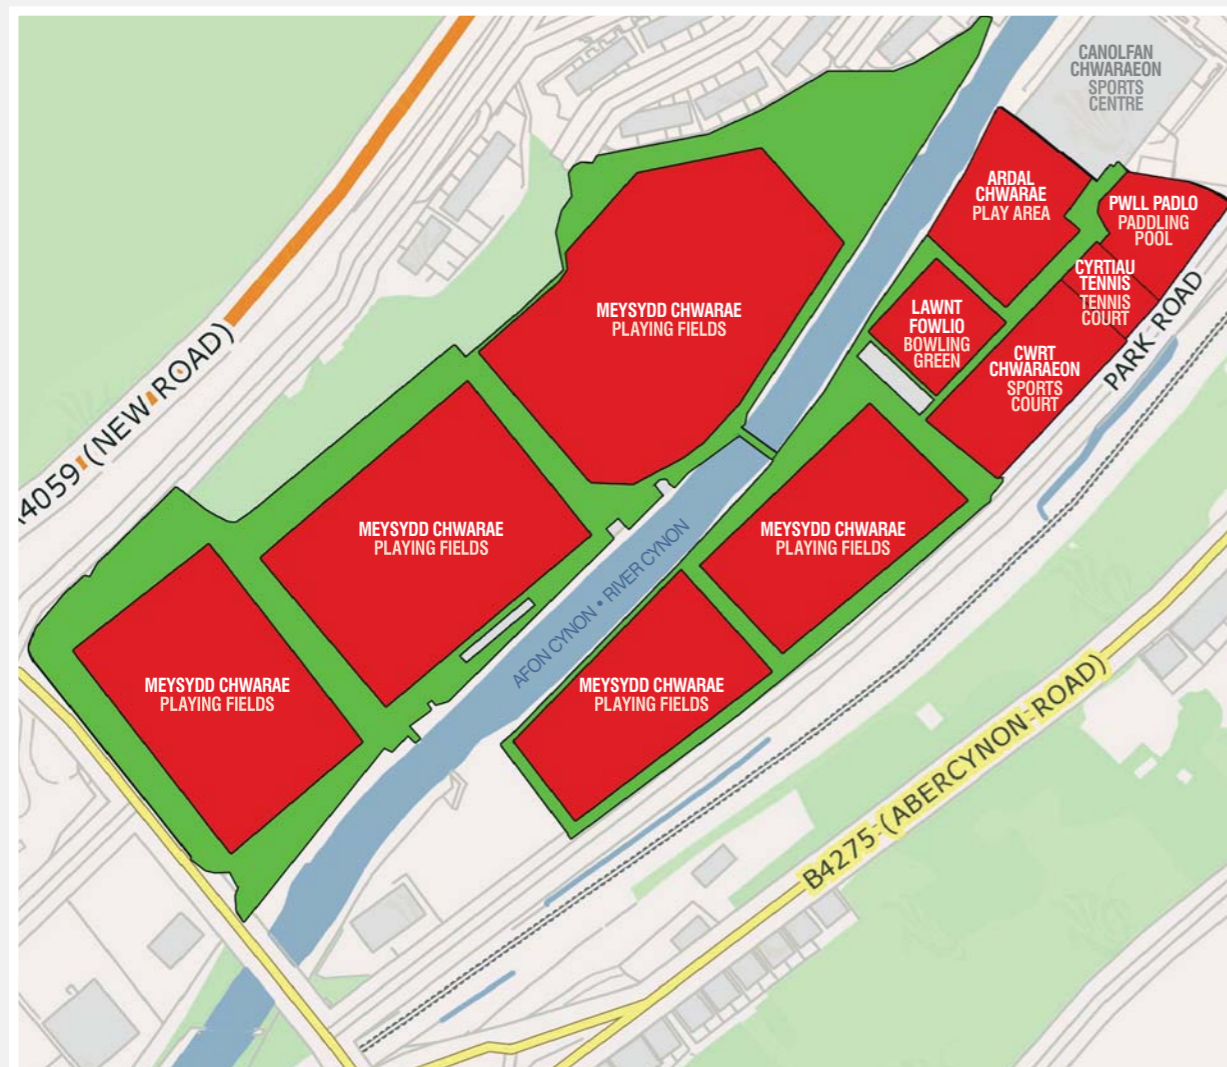 CANOLFAN
CHWARAEON
SPORTS
CENTRE
ARDAL
CHWARAE
PLAY AREA
PWLL PADLO
PADDLING
POOL
CYRTIAU
TENNIS
TENNIS
COURT
LAWNT
FOWLIO
BOWLING
GREEN
CWRT
CHWARAEON
SPORTS
COURT
PARK ROAD
MEYSYDD CHWARAE
PLAYING FIELDS
4059 (NEW ROAD)
MEYSYDD CHWARAE
PLAYING FIELDS
MEYSYDD CHWARAE
PLAYING FIELDS
AFON CYNON • RIVER CYNON
MEYSYDD CHWARAE
PLAYING FIELDS
MEYSYDD CHWARAE
PLAYING FIELDS
B4275 (ABERCYNON ROAD)